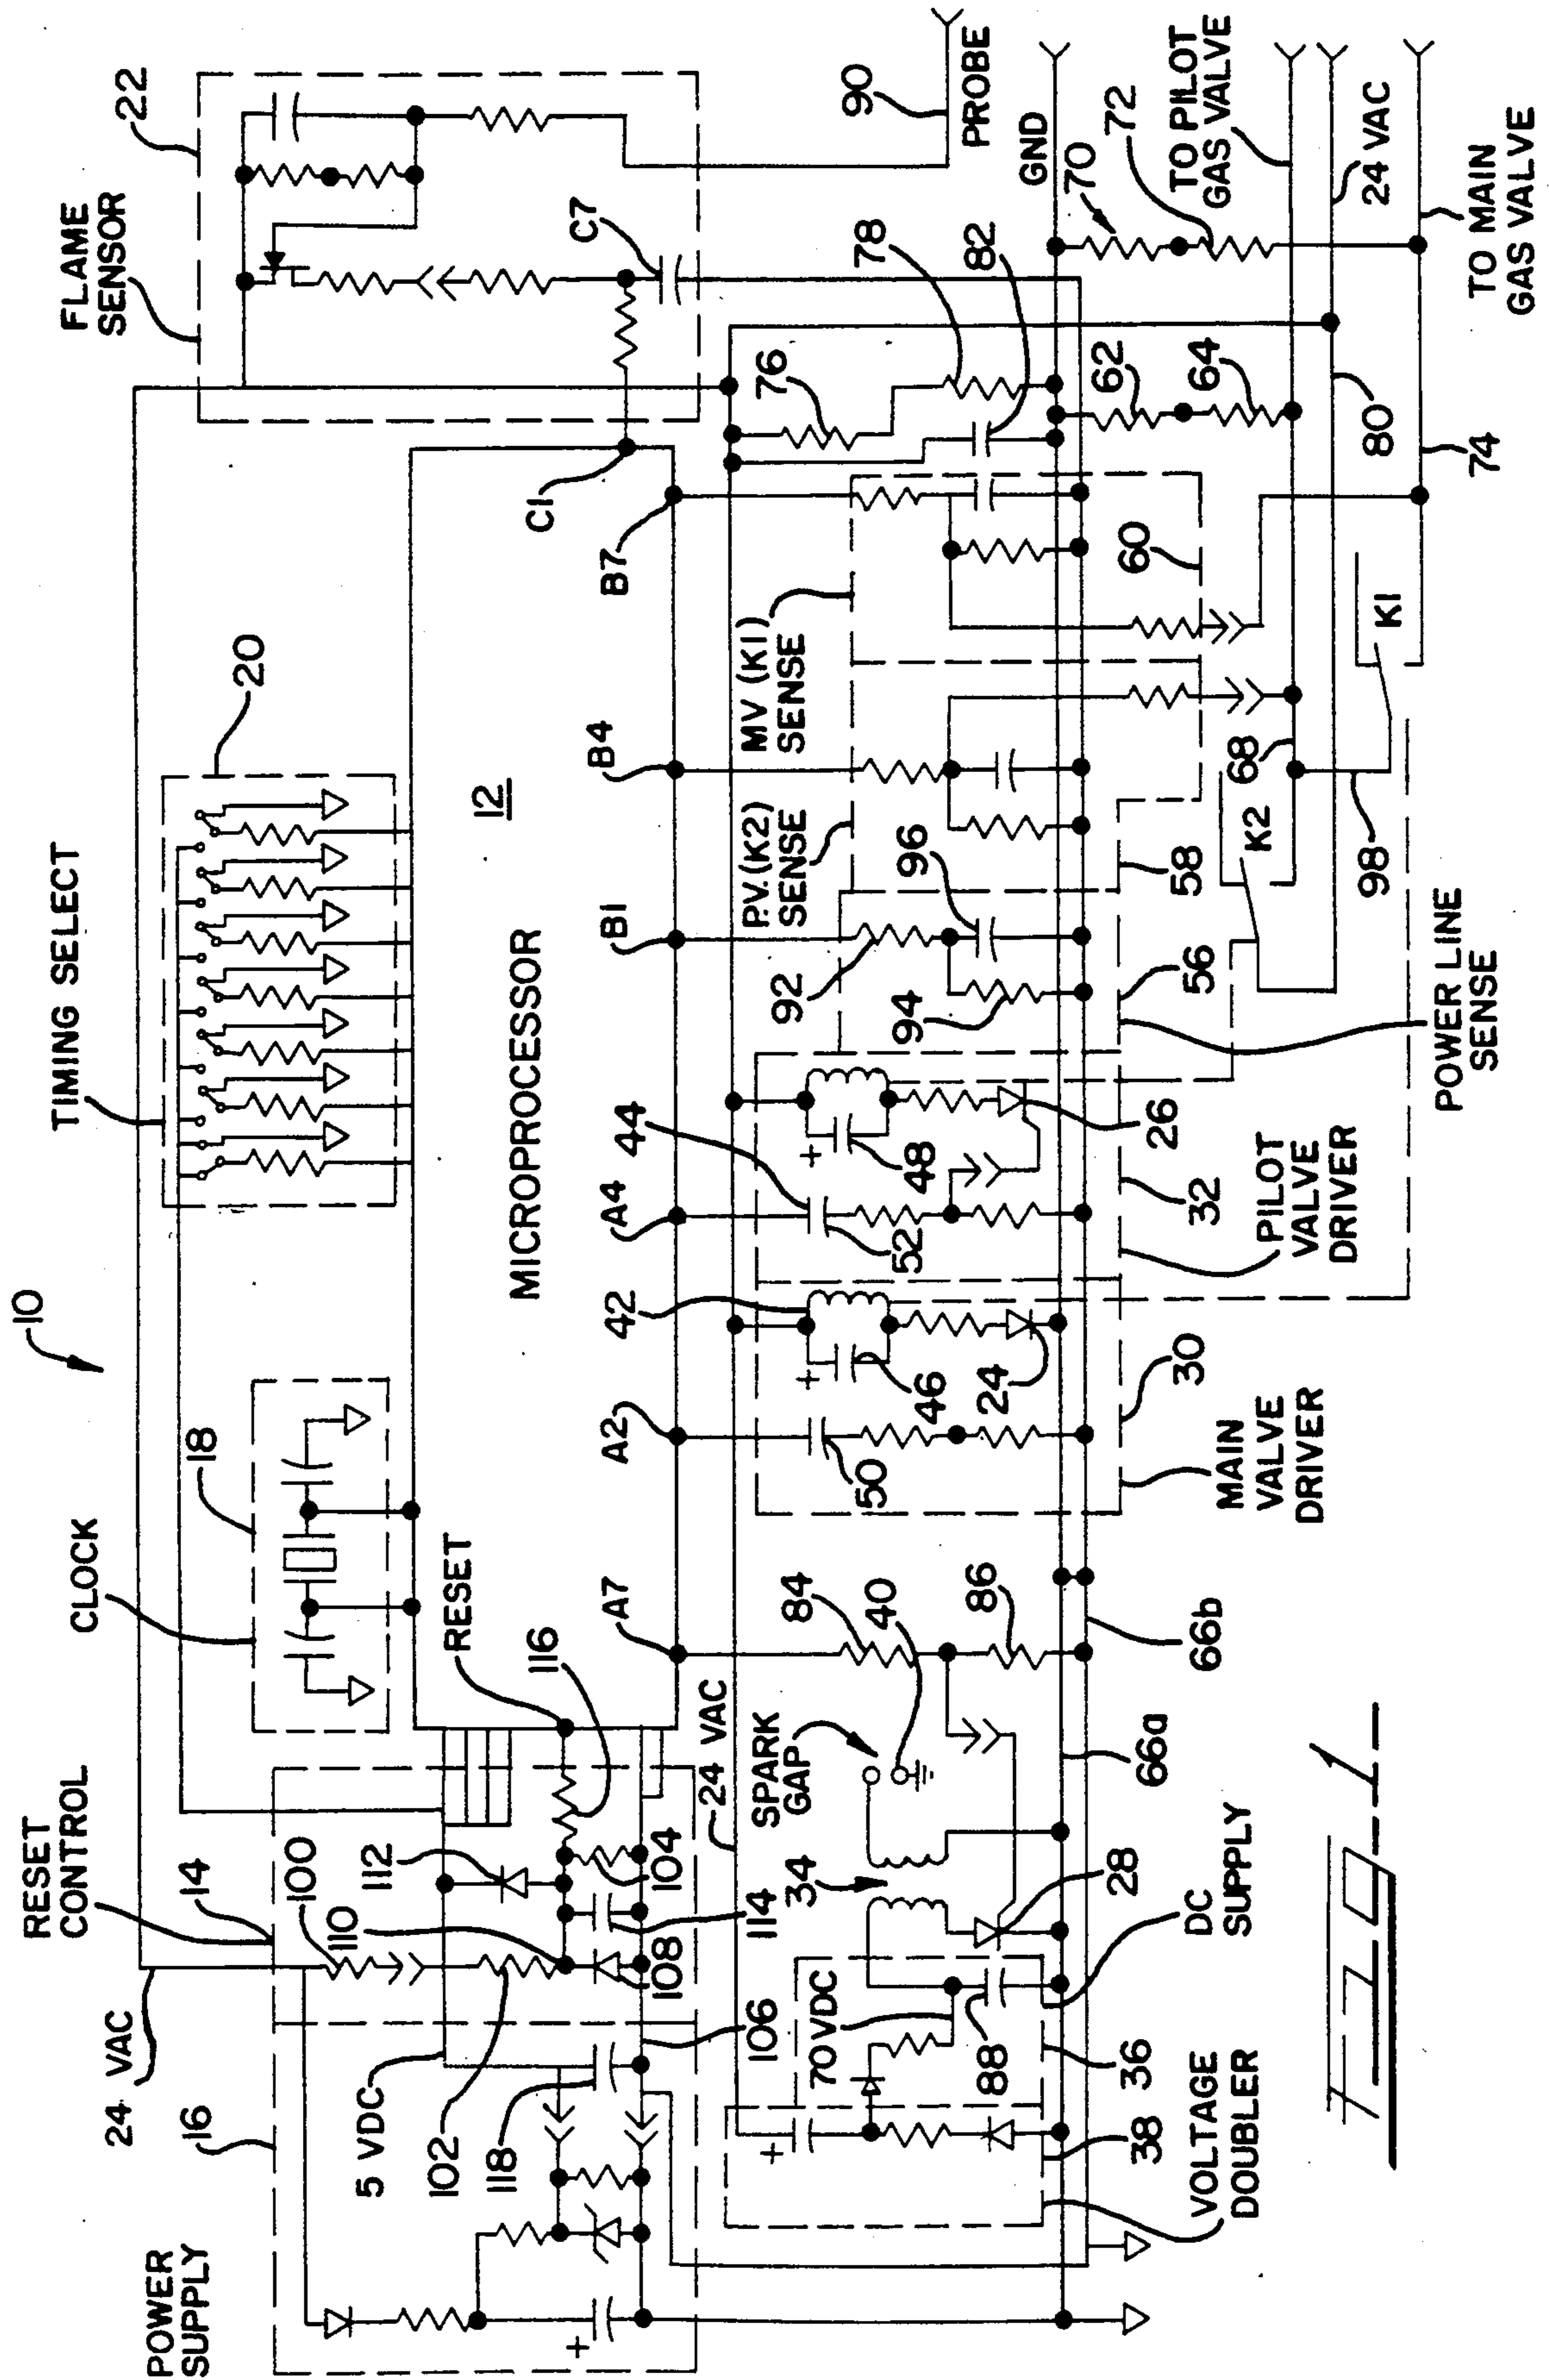 10
RESET
CONTROL
CLOCK
TIMING SELECT
FLAME
SENSOR
22
24 VAC
14
18
20
POWER
SUPPLY
16
100
112
110
RESET
116
12
MICROPROCESSOR
C7
C1
90
PROBE
5 VDC
102
118
106
108
114
104
A7
A2
A4
B1
B4
B7
24 VAC
SPARK
GAP
84
40
86
34
28
70 VDC
88
36
38
VOLTAGE
DOUBLER
DC
SUPPLY
66a
66b
42
44
46
48
50
52
24
26
30
32
MAIN
VALVE
DRIVER
PILOT
VALVE
DRIVER
92
94
96
P.V.(K2)
SENSE
MV (K1)
SENSE
56
58
60
POWER LINE
SENSE
76
78
82
GND
70
72
TO PILOT
GAS VALVE
62
64
K2
68
98
K1
80
74
24 VAC
TO MAIN
GAS VALVE
FIG. 1